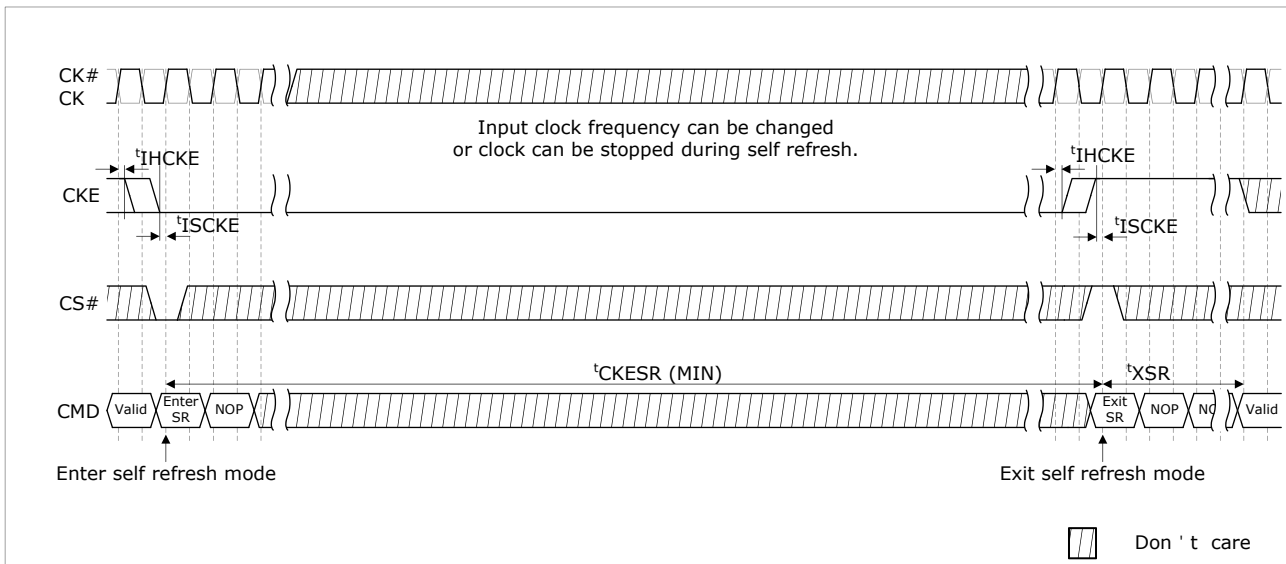 CK#
CK
Input clock frequency can be changed
or clock can be stopped during self refresh.
tIHCKE
tIHCKE
CKE
tISCKE
tISCKE
CS#
tCKESR (MIN)
tXSR
CMD
Valid
Enter
SR
NOP
Exit
SR
NOP
Valid
Enter self refresh mode
Exit self refresh mode
Don ' t care